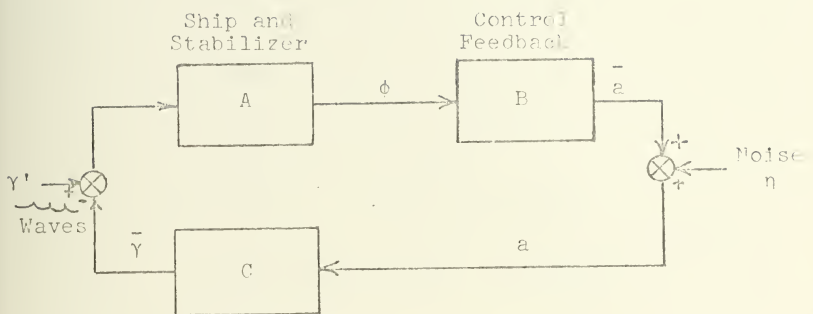 Ship and
Stabilizer
Control
Feedback
A
ϕ
B
ā
+
Noise
η
+
γ'
+
-
Waves
γ̄
C
a